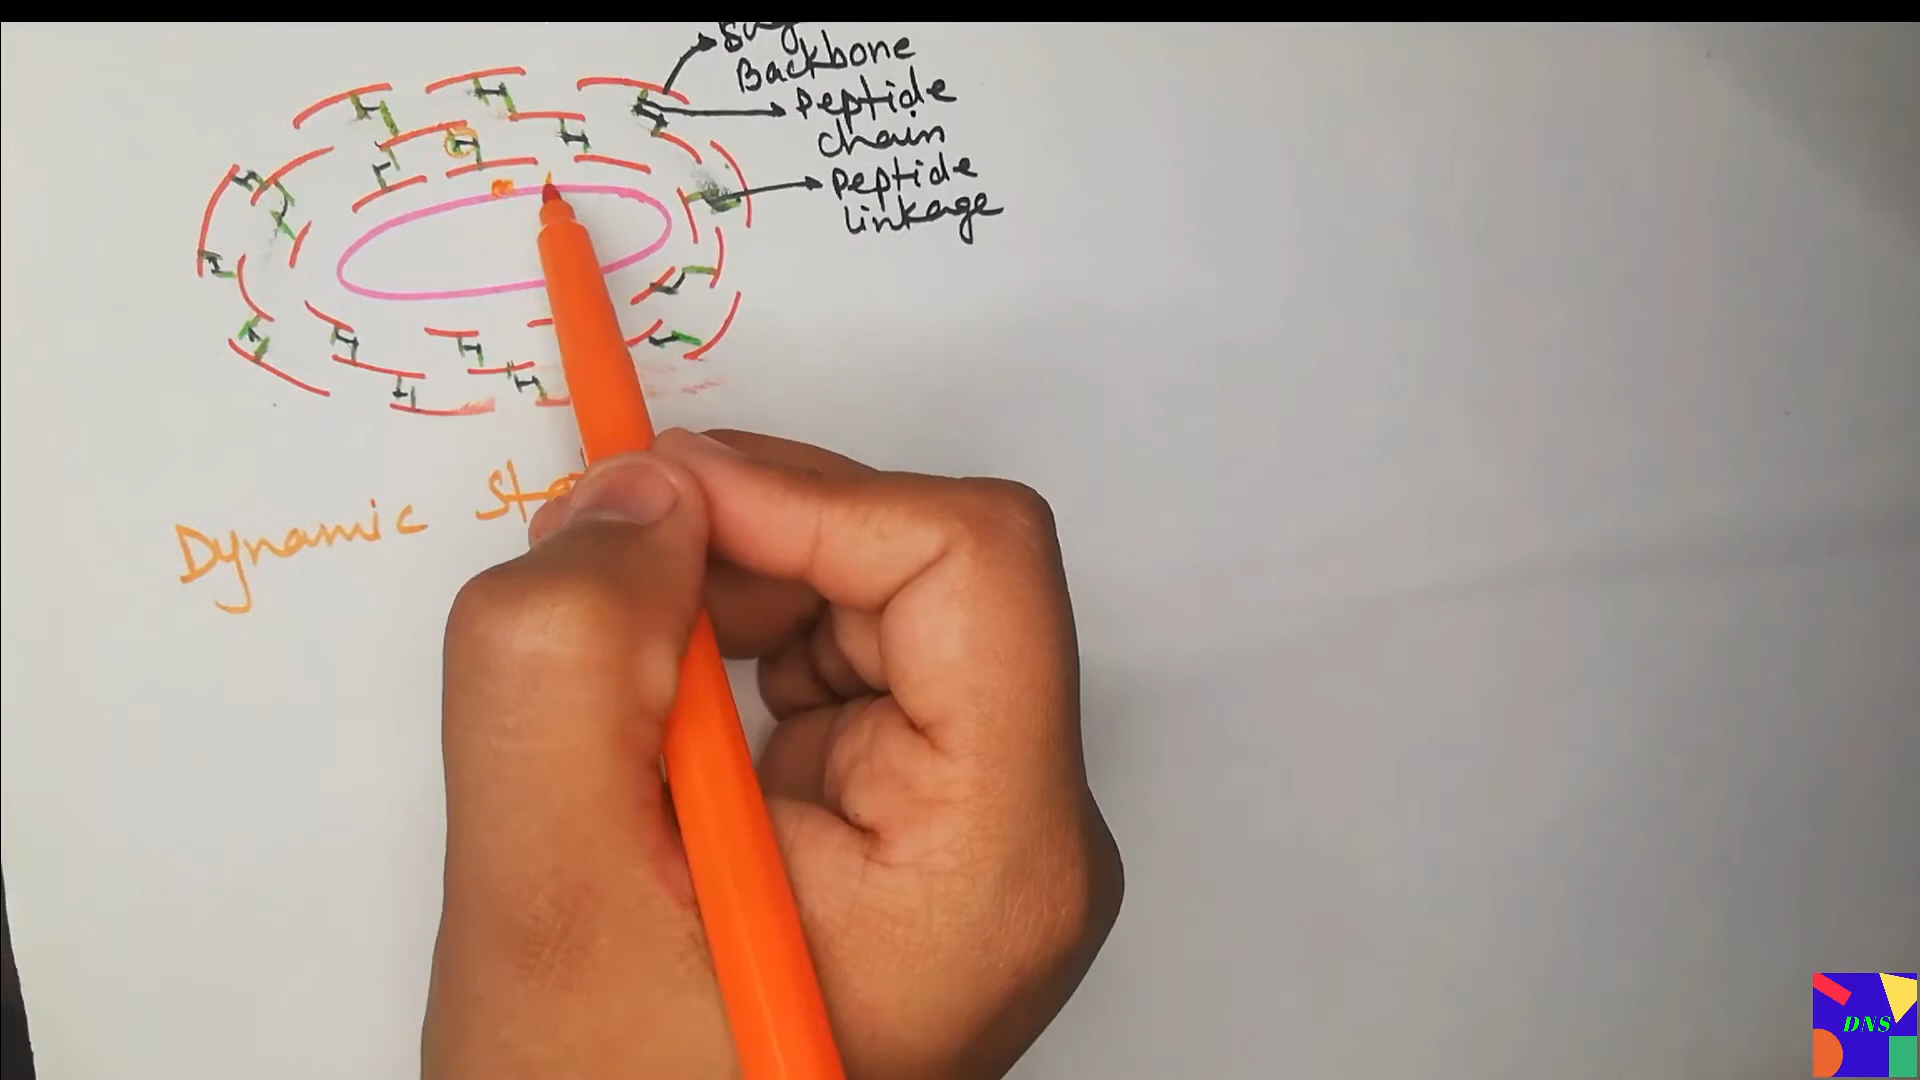 Backbone
Peptide
chain
Peptide
linkage
Dynamic
DNS